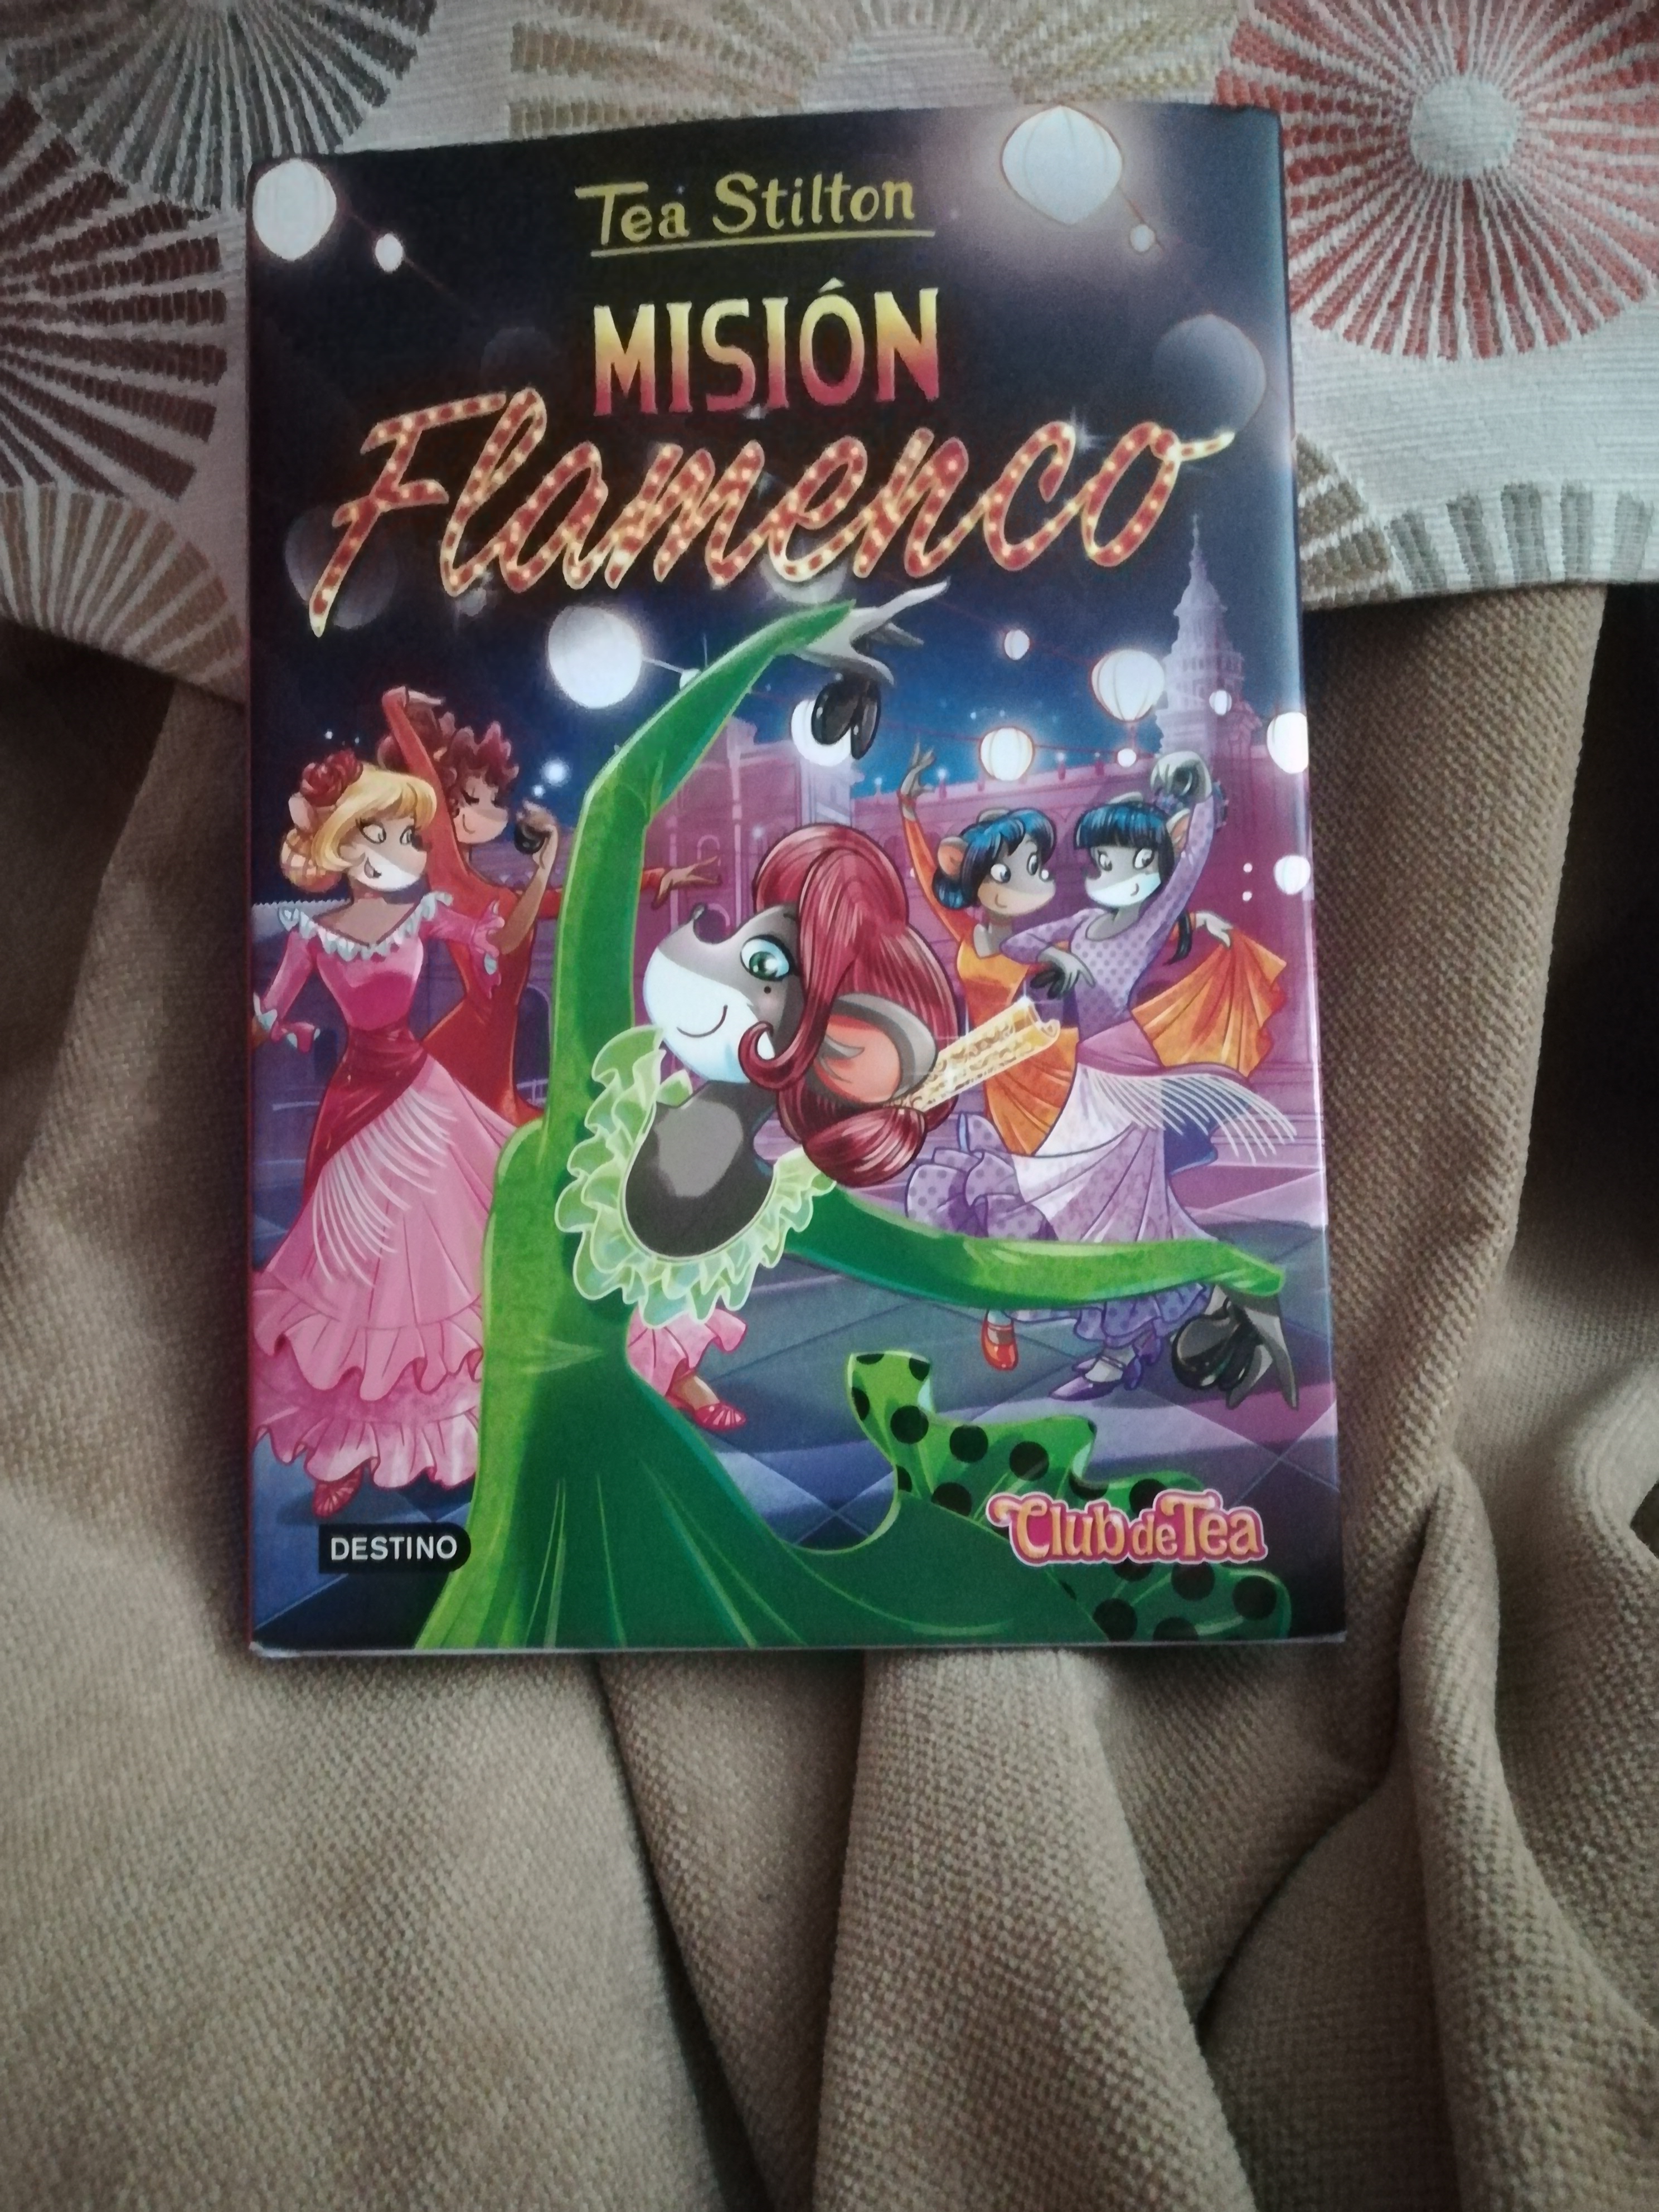 Tea Stilton
MISIÓN
Flamenco
DESTINO
Club de Tea